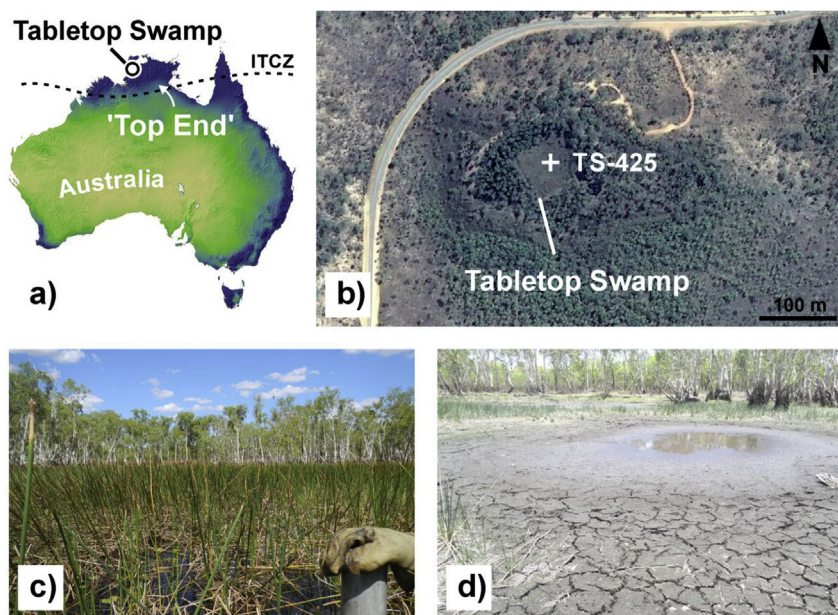 Tabletop Swamp
ITCZ
'Top End'
Australia
a)
b)
N
TS-425
Tabletop Swamp
100 m
c)
d)